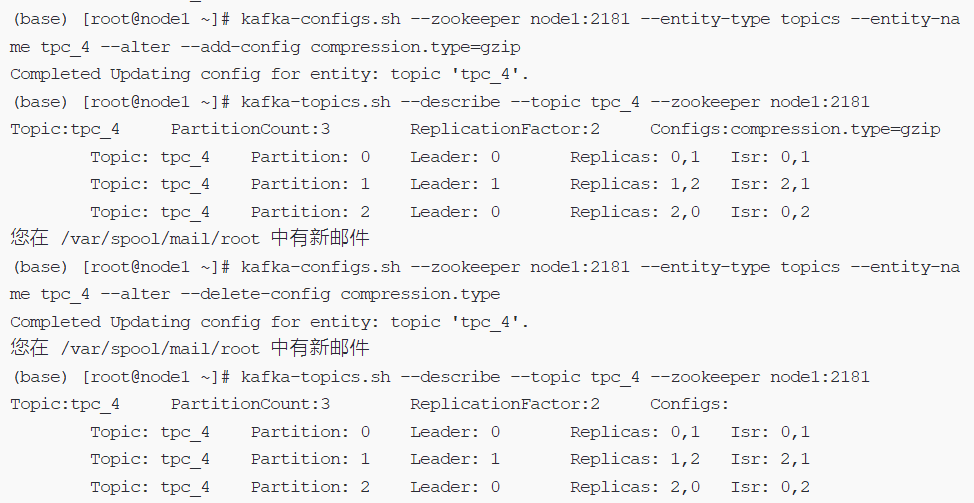 (base) [root@node1 ~]# kafka-configs.sh --zookeeper node1:2181 --entity-type topics --entity-na
me tpc_4 --alter --add-config compression.type=gzip
Completed Updating config for entity: topic 'tpc_4'.
(base) [root@node1 ~]# kafka-topics.sh --describe --topic tpc_4 --zookeeper node1:2181
Topic:tpc_4     PartitionCount:3        ReplicationFactor:2     Configs:compression.type=gzip
        Topic: tpc_4    Partition: 0    Leader: 0       Replicas: 0,1   Isr: 0,1
        Topic: tpc_4    Partition: 1    Leader: 1       Replicas: 1,2   Isr: 2,1
        Topic: tpc_4    Partition: 2    Leader: 0       Replicas: 2,0   Isr: 0,2
您在 /var/spool/mail/root 中有新邮件
(base) [root@node1 ~]# kafka-configs.sh --zookeeper node1:2181 --entity-type topics --entity-na
me tpc_4 --alter --delete-config compression.type
Completed Updating config for entity: topic 'tpc_4'.
您在 /var/spool/mail/root 中有新邮件
(base) [root@node1 ~]# kafka-topics.sh --describe --topic tpc_4 --zookeeper node1:2181
Topic:tpc_4     PartitionCount:3        ReplicationFactor:2     Configs:
        Topic: tpc_4    Partition: 0    Leader: 0       Replicas: 0,1   Isr: 0,1
        Topic: tpc_4    Partition: 1    Leader: 1       Replicas: 1,2   Isr: 2,1
        Topic: tpc_4    Partition: 2    Leader: 0       Replicas: 2,0   Isr: 0,2